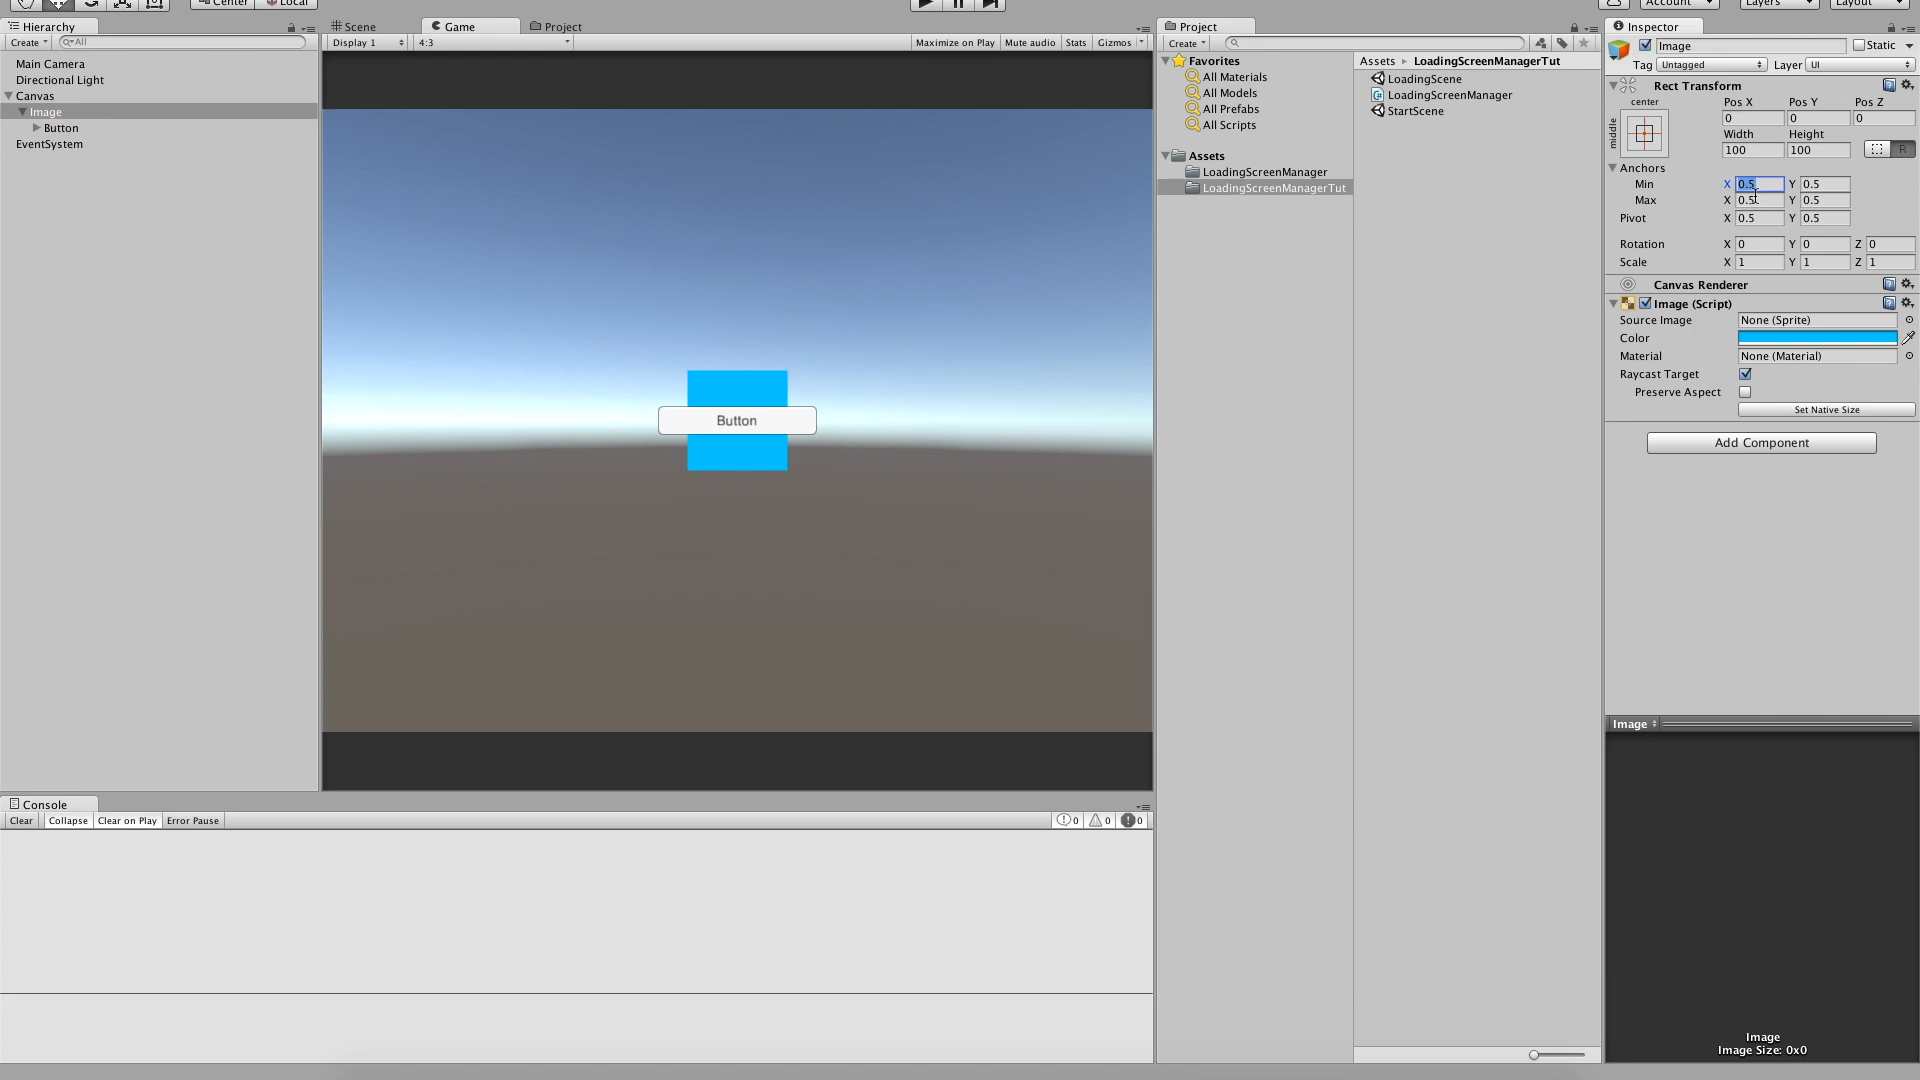 Center Local
Account Layers Layout
Hierarchy
Create All
Main Camera
Directional Light
Canvas
Image
Button
EventSystem
Scene Game Project
Display 1 4:3 Maximize on Play Mute audio Stats Gizmos
Button
Console
Clear Collapse Clear on Play Error Pause 0 0 0
Project
Create
Favorites
All Materials
All Models
All Prefabs
All Scripts
Assets
LoadingScreenManager
LoadingScreenManagerTut
Assets LoadingScreenManagerTut
LoadingScene
LoadingScreenManager
StartScene
Inspector
Image Static
Tag Untagged Layer UI
Rect Transform
center Pos X Pos Y Pos Z
middle 0 0 0
Width Height
100 100 R
Anchors
Min X 0.5 Y 0.5
Max X 0.5 Y 0.5
Pivot X 0.5 Y 0.5
Rotation X 0 Y 0 Z 0
Scale X 1 Y 1 Z 1
Canvas Renderer
Image (Script)
Source Image None (Sprite)
Color
Material None (Material)
Raycast Target
Preserve Aspect
Set Native Size
Add Component
Image
Image
Image Size: 0x0